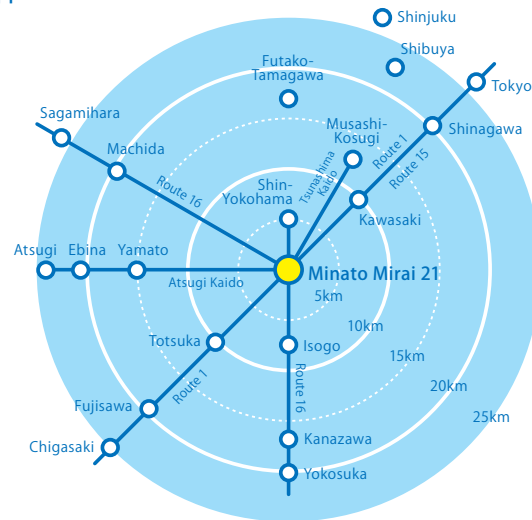 Shinjuku
Shibuya
Futako-
Tamagawa
Tokyo
Sagamihara
Musashi-
Kosugi
Shinagawa
Machida
Route 1
Route 15
Tsunashima
Kaido
Route 16
Shin-
Yokohama
Kawasaki
Atsugi
Ebina
Yamato
Minato Mirai 21
Atsugi Kaido
5km
10km
Totsuka
Isogo
15km
Route 1
Route 16
20km
Fujisawa
25km
Chigasaki
Kanazawa
Yokosuka